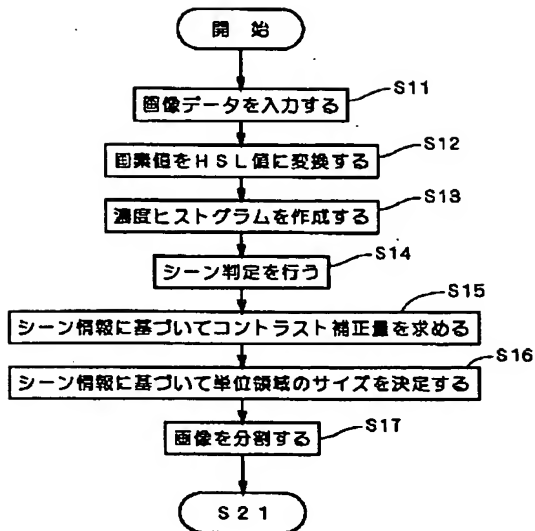 開 始
画像データを入力する
S11
画素値をHSL値に変換する
S12
濃度ヒストグラムを作成する
S13
シーン判定を行う
S14
シーン情報に基づいてコントラスト補正量を求める
S15
シーン情報に基づいて単位領域のサイズを決定する
S16
画像を分割する
S17
S21